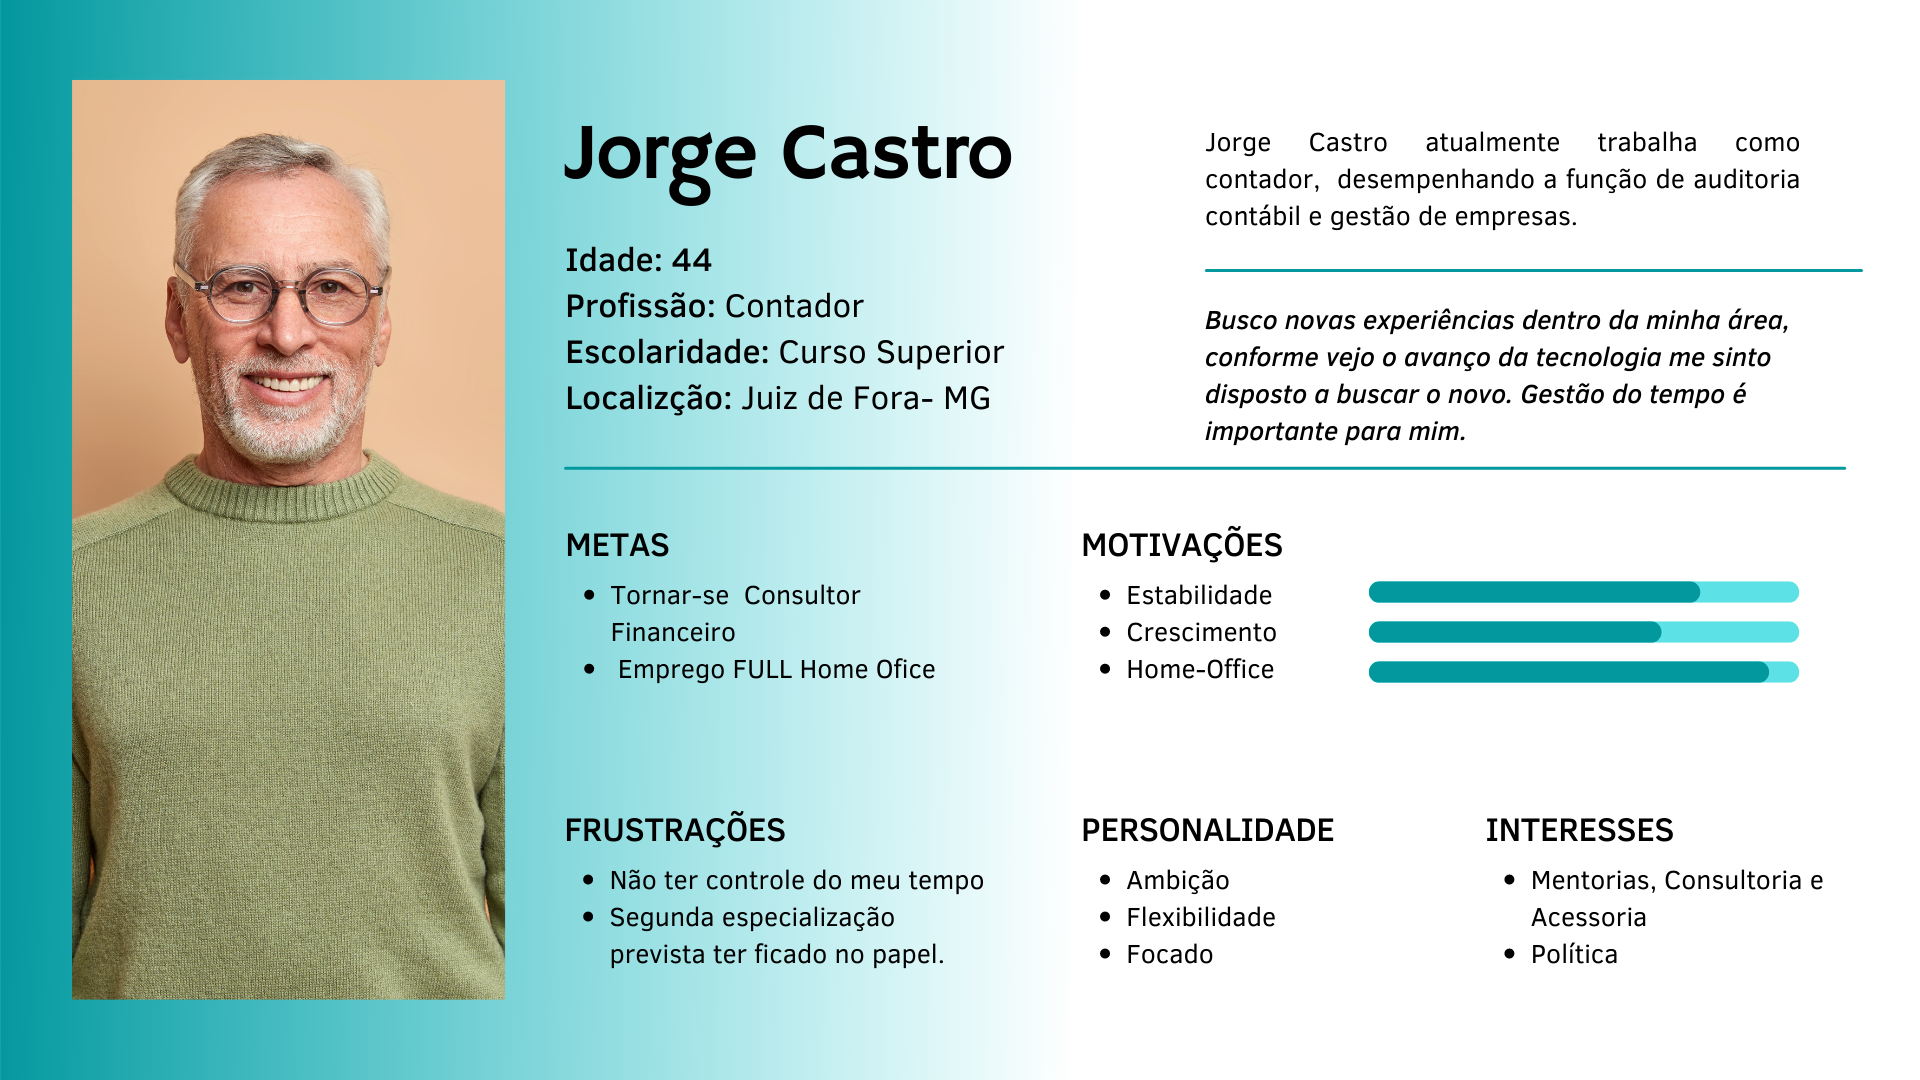 Jorge Castro
Idade: 44
Profissão: Contador
Escolaridade: Curso Superior
Localizção: Juiz de Fora- MG
Jorge Castro atualmente trabalha como
contador, desempenhando a função de auditoria
contábil e gestão de empresas.
Busco novas experiências dentro da minha área,
conforme vejo o avanço da tecnologia me sinto
disposto a buscar o novo. Gestão do tempo é
importante para mim.
METAS
• Tornar-se Consultor
Financeiro
• Emprego FULL Home Ofice
MOTIVAÇÕES
• Estabilidade
• Crescimento
• Home-Office
FRUSTRAÇÕES
• Não ter controle do meu tempo
• Segunda especialização
prevista ter ficado no papel.
PERSONALIDADE
• Ambição
• Flexibilidade
• Focado
INTERESSES
• Mentorias, Consultoria e
Acessoria
• Política